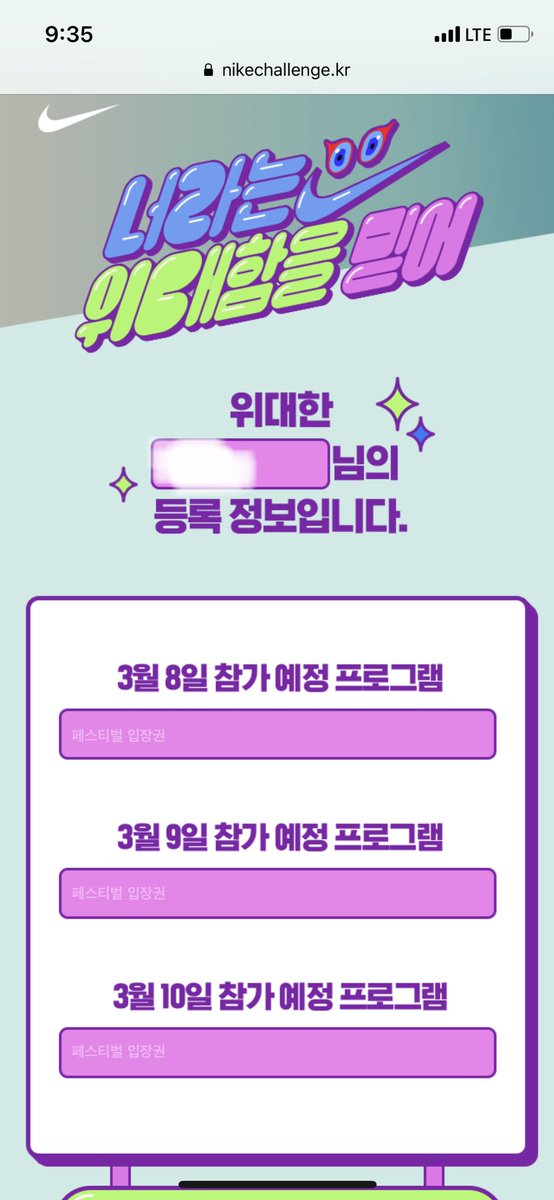 9:35
LTE
nikechallenge.kr
너라는
위대함을 믿어
위대한
님의
등록 정보입니다.
3월 8일 참가 예정 프로그램
페스티벌 입장권
3월 9일 참가 예정 프로그램
페스티벌 입장권
3월 10일 참가 예정 프로그램
페스티벌 입장권